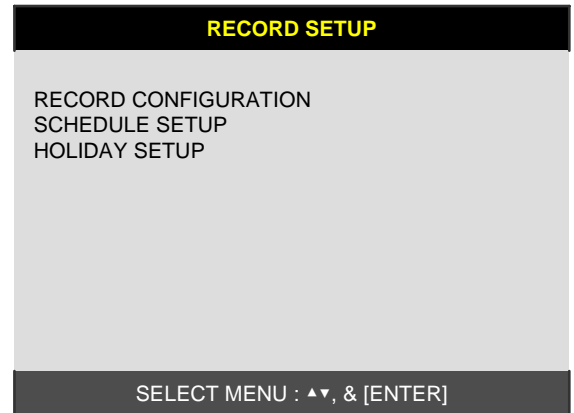 RECORD SETUP
RECORD CONFIGURATION
SCHEDULE SETUP
HOLIDAY SETUP
SELECT MENU : ▲▼, & [ENTER]